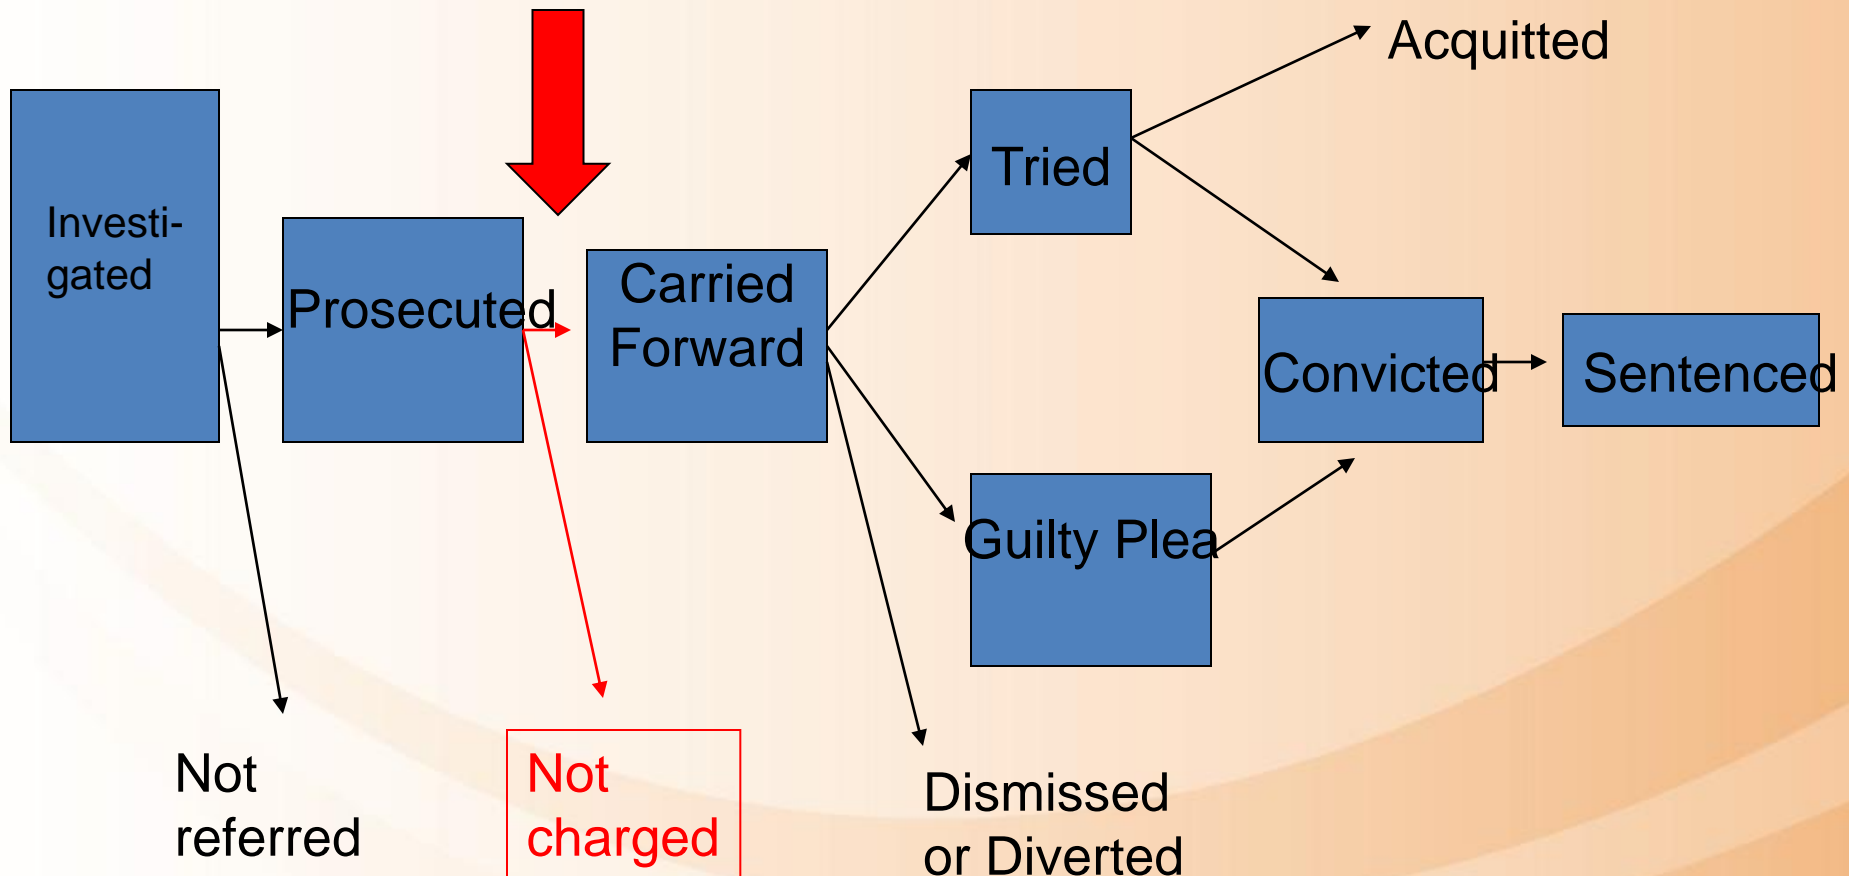 Acquitted
Tried
Investi-
gated
Prosecuted
Carried
Forward
Convicted
Sentenced
Guilty Plea
Not
referred
Not
charged
Dismissed
or Diverted